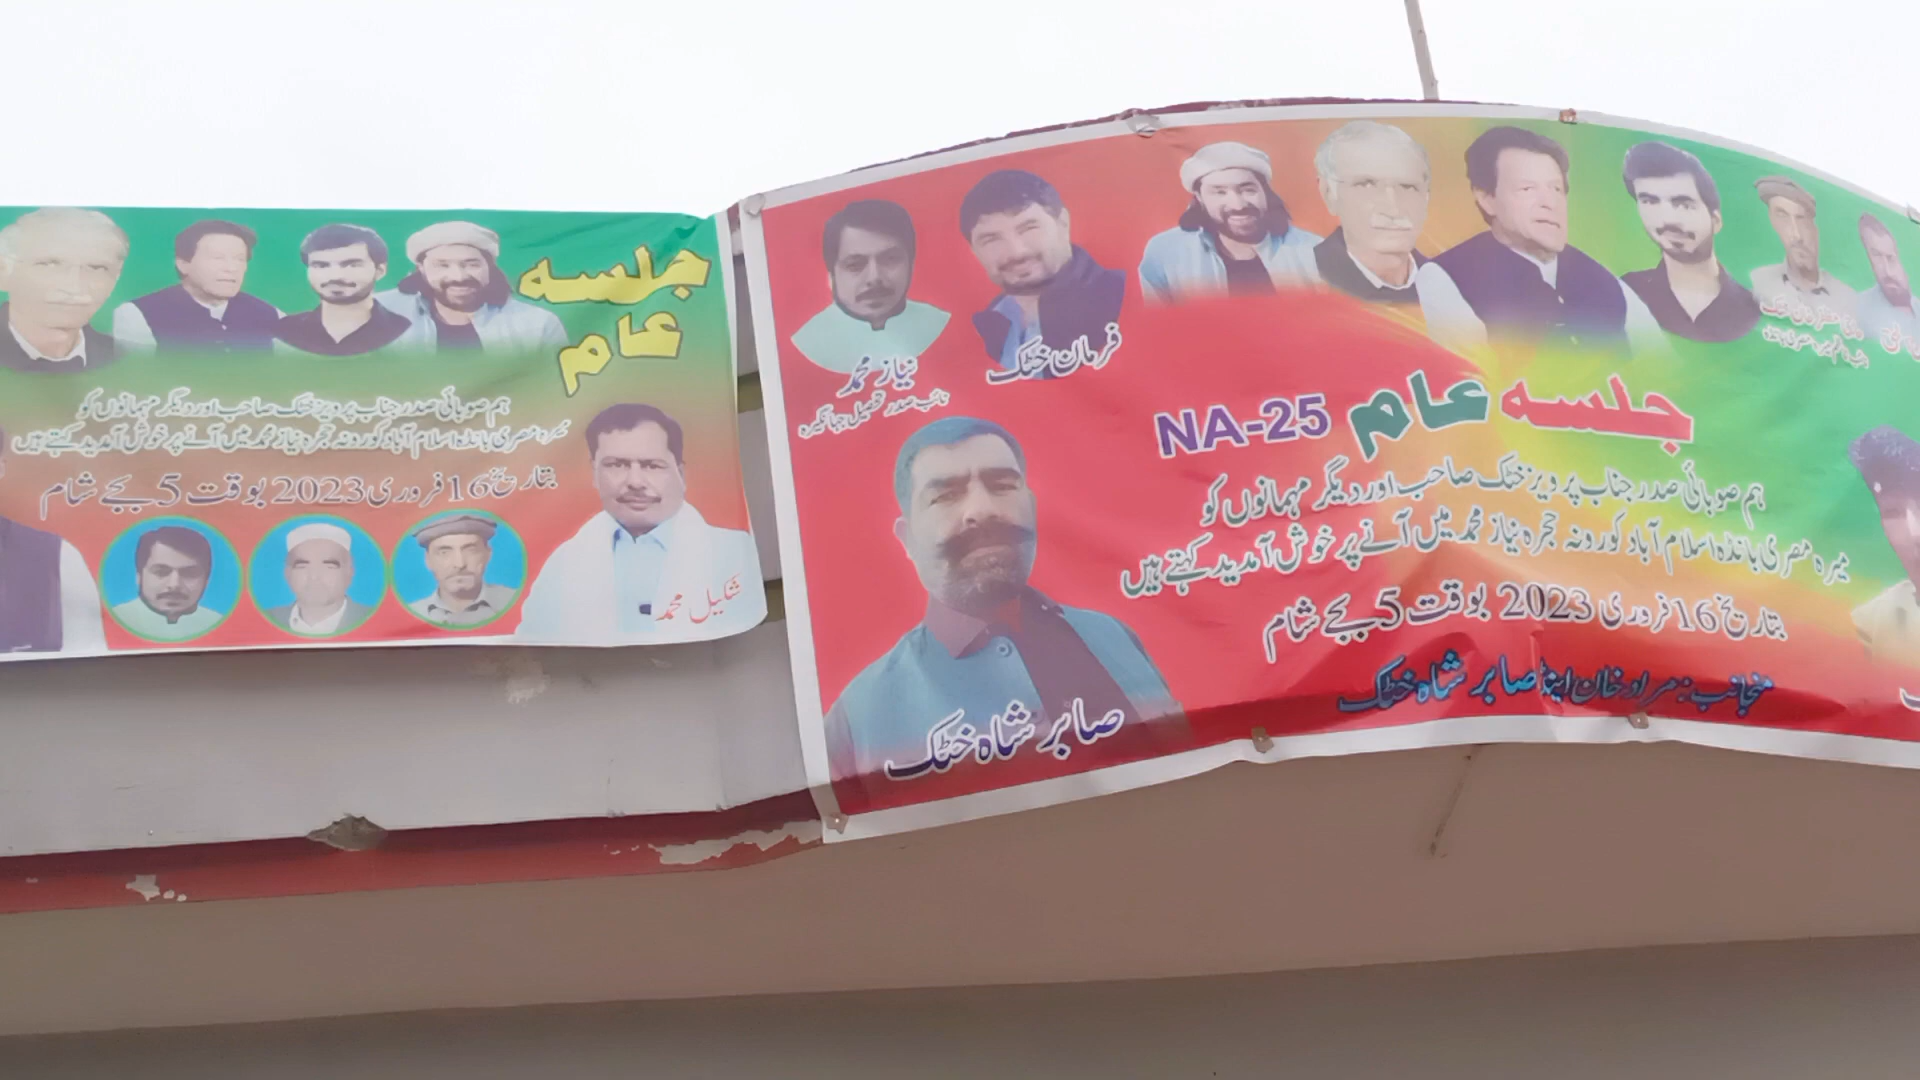 جلسہ
عام
ہم صوبائی صدر جناب پرویز خٹک صاحب اور دیگر مہمانوں کو
میرہ مصری بانڈہ اسلام آباد کورونہ حجرہ نیاز محمد میں آنے پر خوش آمدید کہتے ہیں
بتاریخ 16 فروری 2023 بوقت 5 بجے شام
شکیل محمد
نیاز محمد
نائب صدر تحصیل جہانگیرہ
فرمان خٹک
جلسہ عام NA-25
ہم صوبائی صدر جناب پرویز خٹک صاحب اور دیگر مہمانوں کو
میرہ مصری بانڈہ اسلام آباد کورونہ حجرہ نیاز محمد میں آنے پر خوش آمدید کہتے ہیں
بتاریخ 16 فروری 2023 بوقت 5 بجے شام
منجانب: مراد خان اینڈ صابر شاہ خٹک
صابر شاہ خٹک